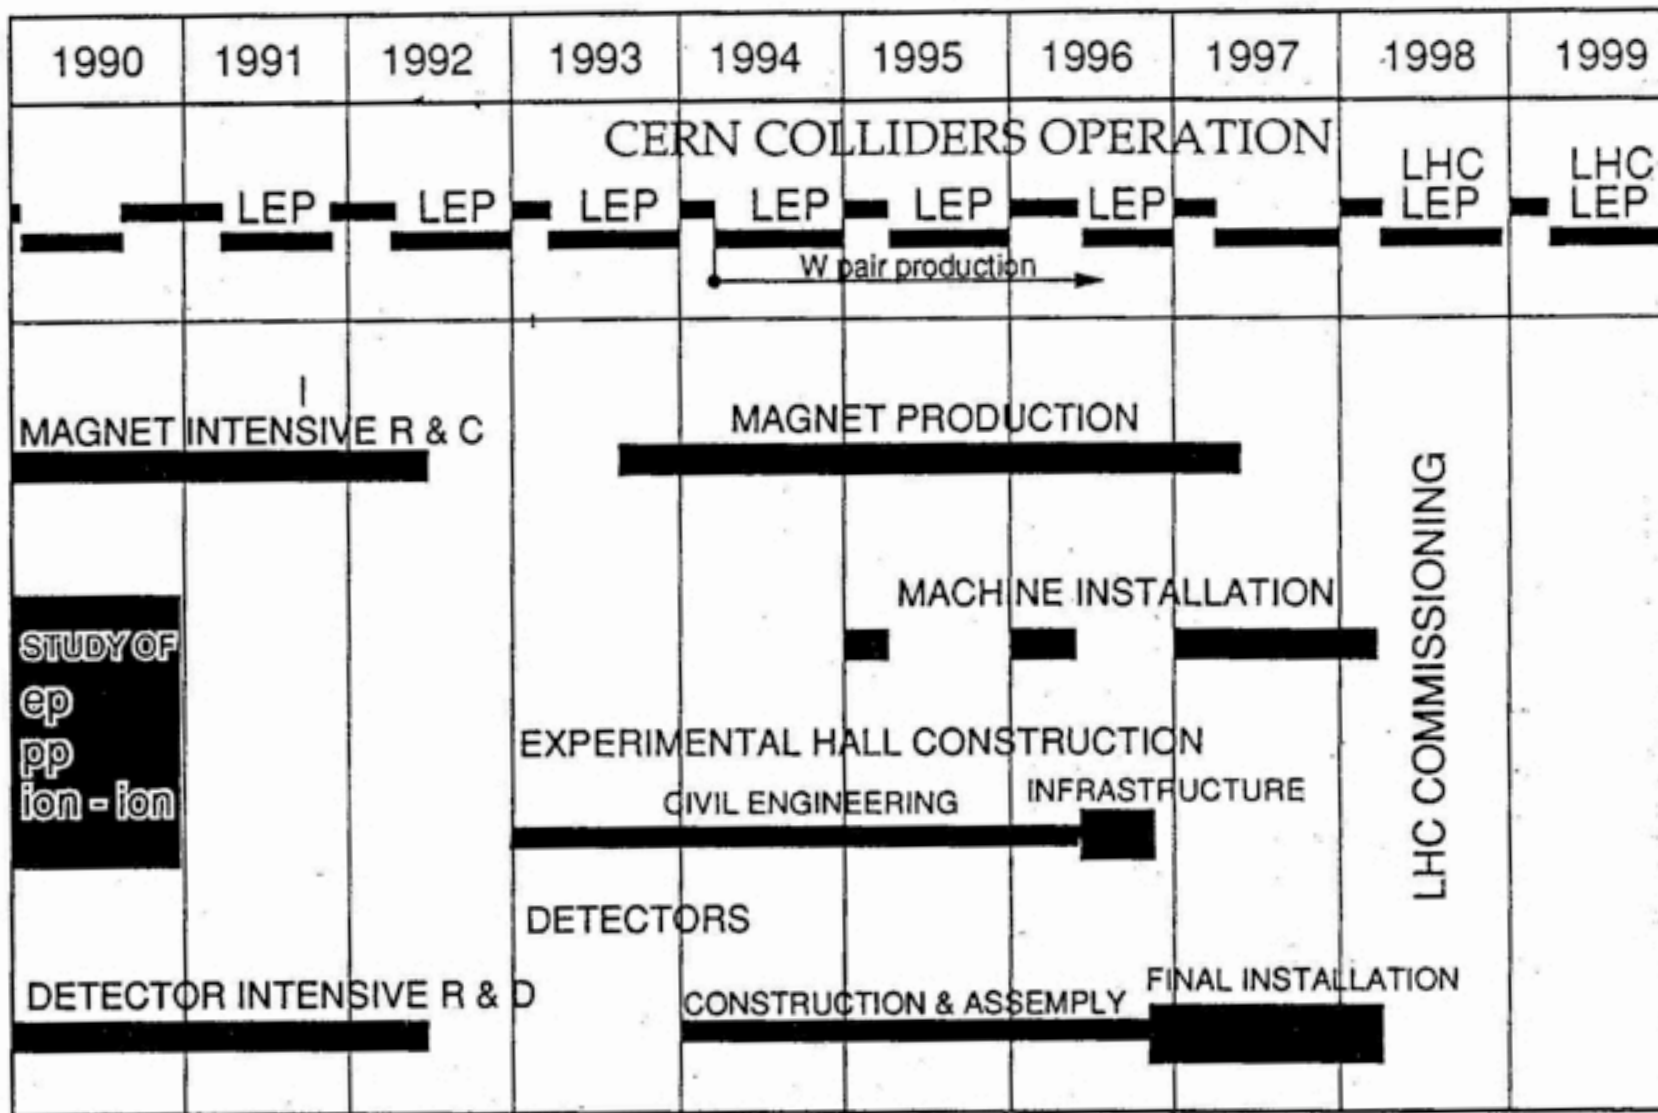 1990 1991 1992 1993 1994 1995 1996 1997 1998 1999
CERN COLLIDERS OPERATION
LHC LHC
LEP LEP LEP LEP LEP LEP LEP LEP
W pair production
MAGNET INTENSIVE R & C
MAGNET PRODUCTION
MACHINE INSTALLATION
STUDY OF
ep
pp
ion - ion
EXPERIMENTAL HALL CONSTRUCTION
CIVIL ENGINEERING
INFRASTRUCTURE
LHC COMMISSIONING
DETECTORS
DETECTOR INTENSIVE R & D
CONSTRUCTION & ASSEMPLY
FINAL INSTALLATION